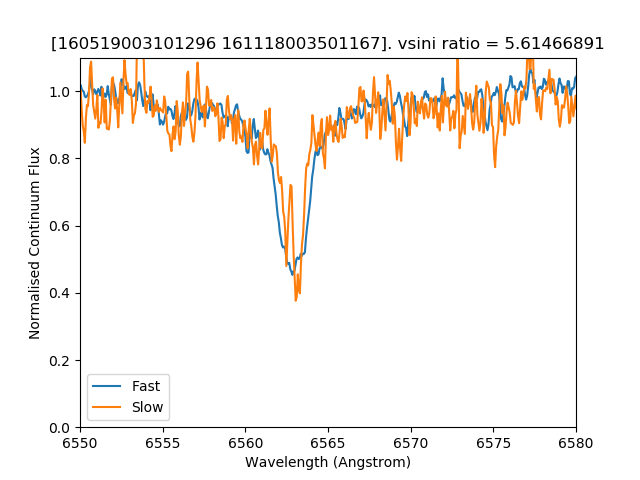 [160519003101296 161118003501167]. vsini ratio = 5.61466891
1.0
0.8
0.6
0.4
0.2
0.0
Normalised Continuum Flux
Fast
Slow
6550 6555 6560 6565 6570 6575 6580
Wavelength (Angstrom)